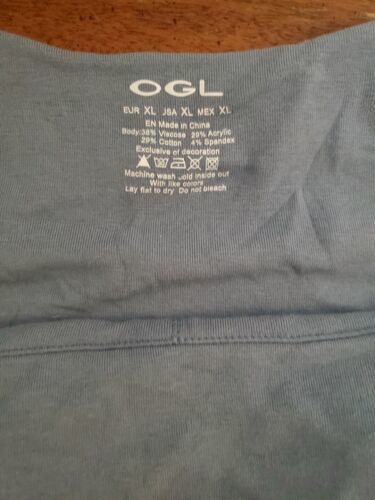 OGL
EUR XL JSA XL MEX XL
EN Made in China
Body:38% Viscose 29% Acrylic
29% Cotton 4% Spandex
Exclusive of decoration
Machine wash cold inside out
With like colors
Lay flat to dry Do not bleach